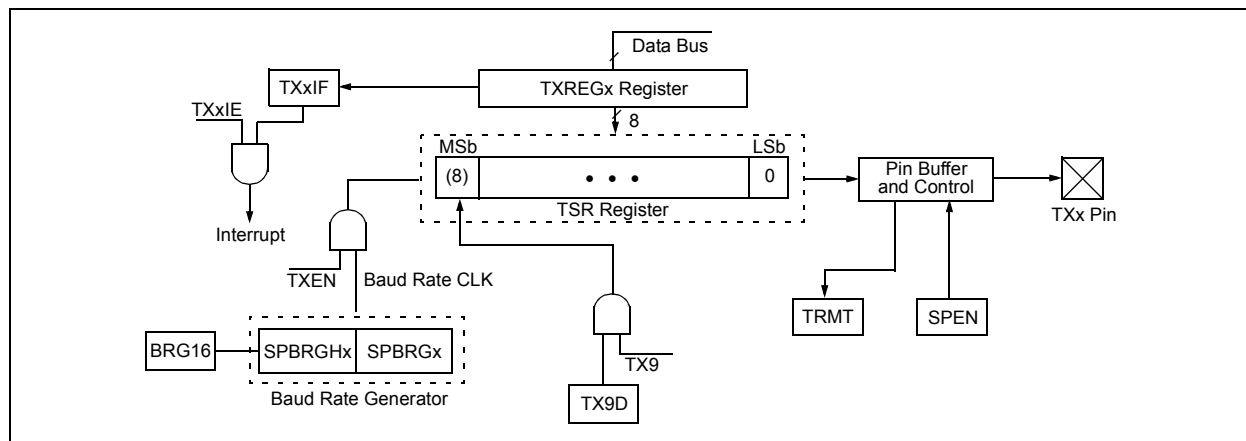 Data Bus
TXxIF
TXREGx Register
TXxIE
8
MSb
LSb
(8)
• • •
0
Pin Buffer
and Control
TSR Register
TXx Pin
Interrupt
TXEN
Baud Rate CLK
TRMT
SPEN
BRG16
SPBRGHx
SPBRGx
TX9
Baud Rate Generator
TX9D